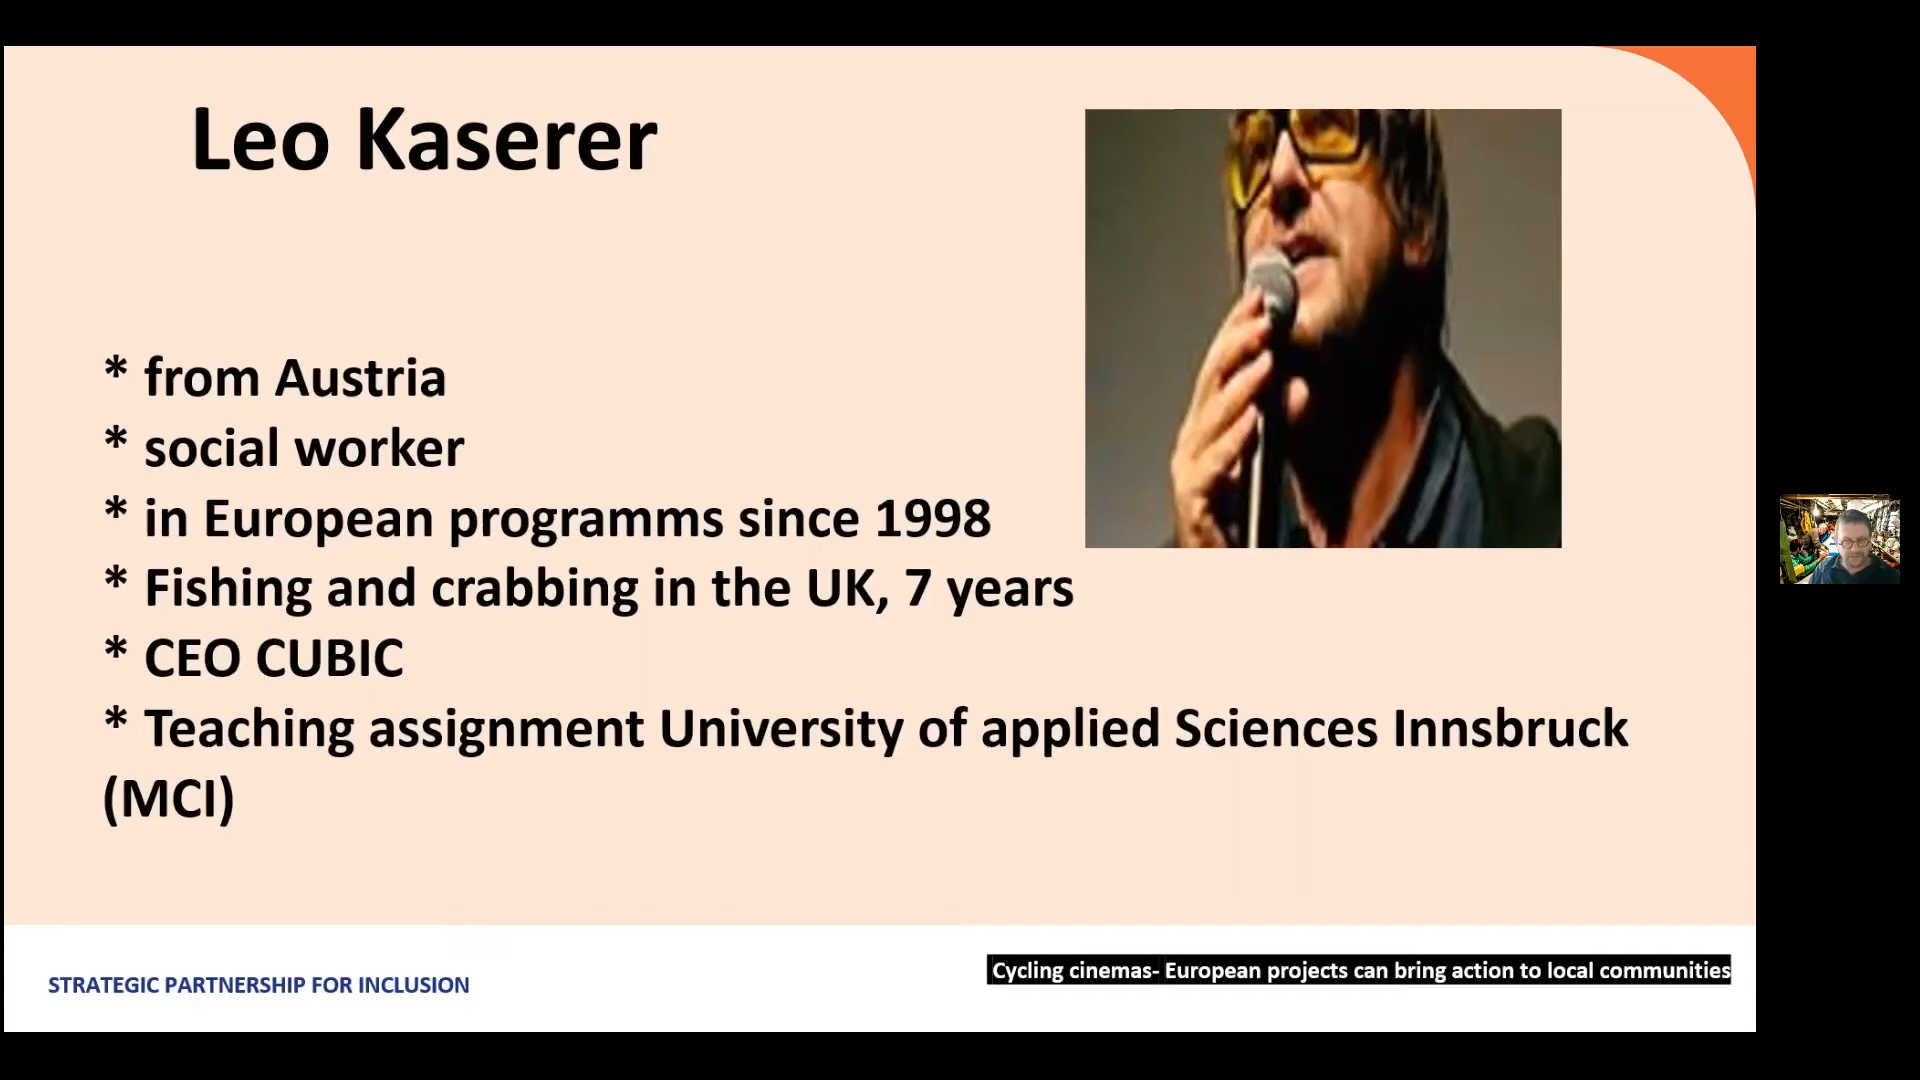 Leo Kaserer
* from Austria
* social worker
* in European programms since 1998
* Fishing and crabbing in the UK, 7 years
* CEO CUBIC
* Teaching assignment University of applied Sciences Innsbruck
(MCI)
STRATEGIC PARTNERSHIP FOR INCLUSION
Cycling cinemas- European projects can bring action to local communities